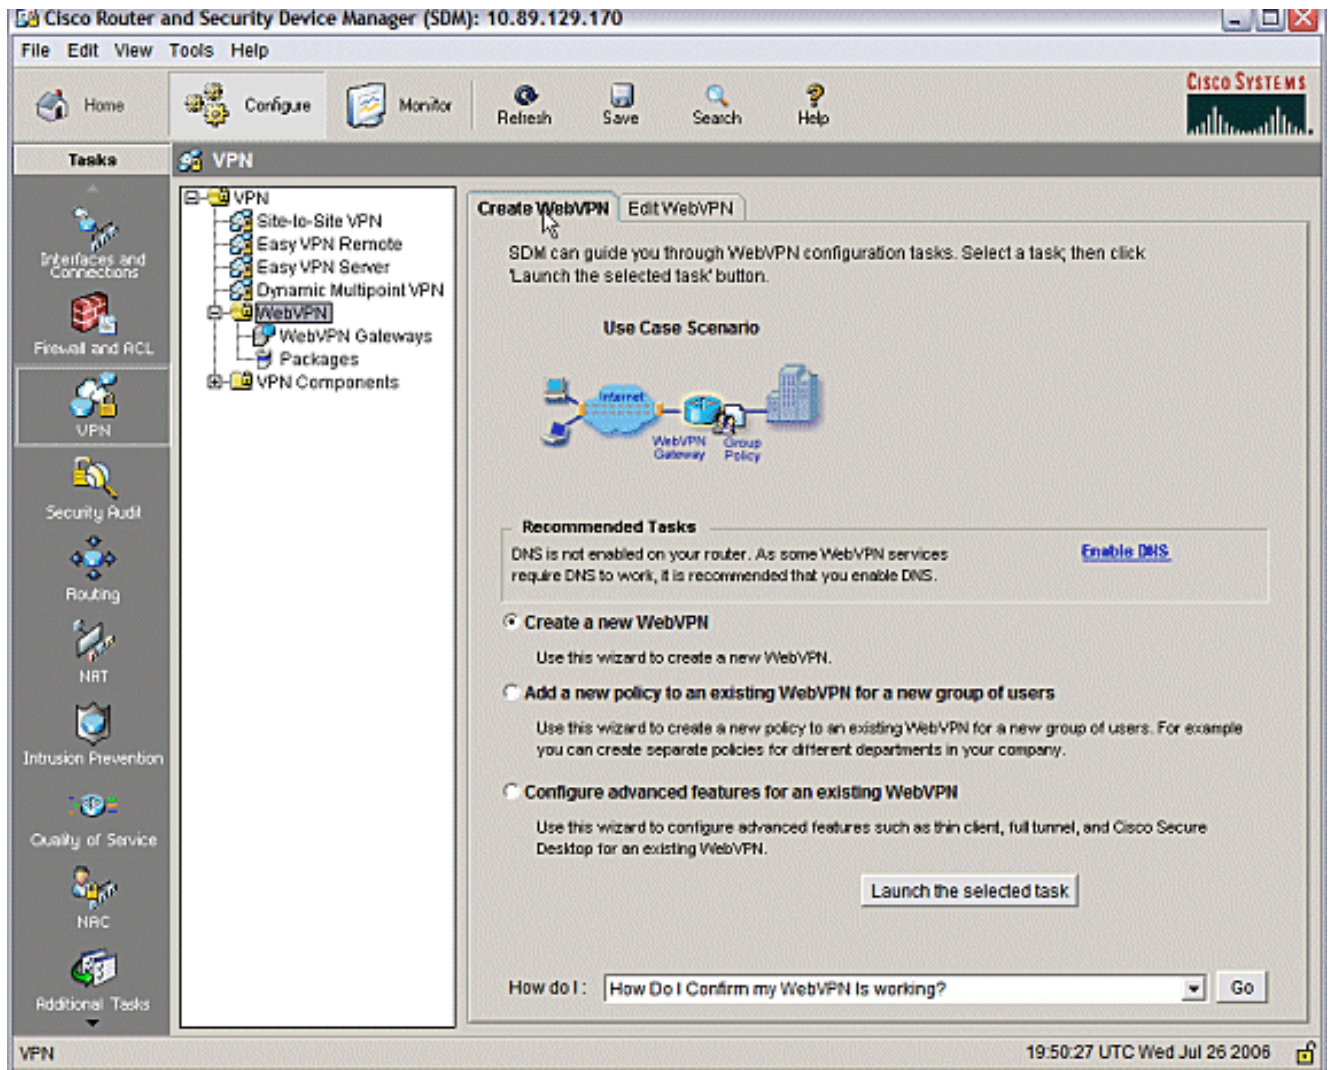 Cisco Router and Security Device Manager (SDM): 10.89.129.170
File Edit View Tools Help
Home Configure Monitor Refresh Save Search Help
CISCO SYSTEMS
Tasks
VPN
Interfaces and
Connections
Firewall and ACL
VPN
Security Audit
Routing
NAT
Intrusion Prevention
Quality of Service
NAC
Additional Tasks
VPN
Site-to-Site VPN
Easy VPN Remote
Easy VPN Server
Dynamic Multipoint VPN
WebVPN
WebVPN Gateways
Packages
VPN Components
Create WebVPN Edit WebVPN
SDM can guide you through WebVPN configuration tasks. Select a task; then click
'Launch the selected task' button.
Use Case Scenario
Internet
WebVPN
Gateway
Group
Policy
Recommended Tasks
DNS is not enabled on your router. As some WebVPN services
require DNS to work, it is recommended that you enable DNS.
Enable DNS
Create a new WebVPN
Use this wizard to create a new WebVPN.
Add a new policy to an existing WebVPN for a new group of users
Use this wizard to create a new policy to an existing WebVPN for a new group of users. For example
you can create separate policies for different departments in your company.
Configure advanced features for an existing WebVPN
Use this wizard to configure advanced features such as thin client, full tunnel, and Cisco Secure
Desktop for an existing WebVPN.
Launch the selected task
How do I : How Do I Confirm my WebVPN Is working? Go
VPN
19:50:27 UTC Wed Jul 26 2006